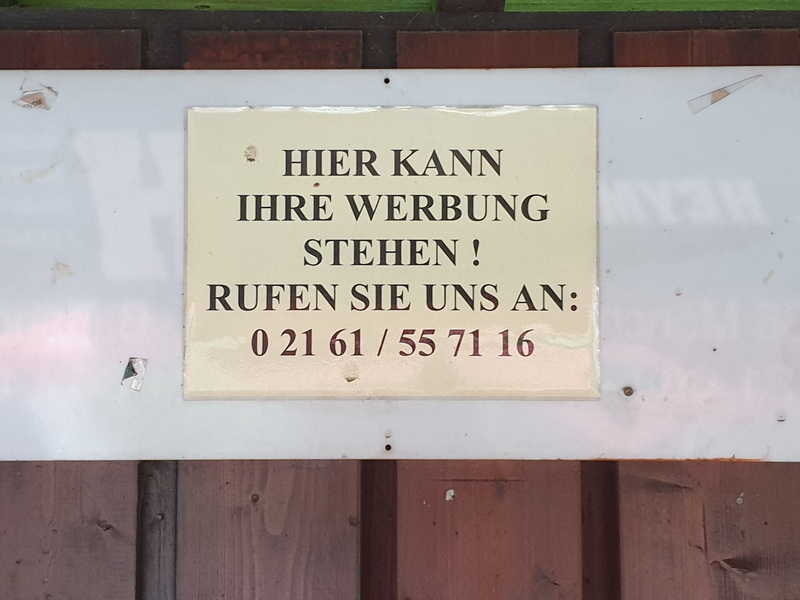 HIER KANN
IHRE WERBUNG
STEHEN !
RUFEN SIE UNS AN:
0 21 61 / 55 71 16